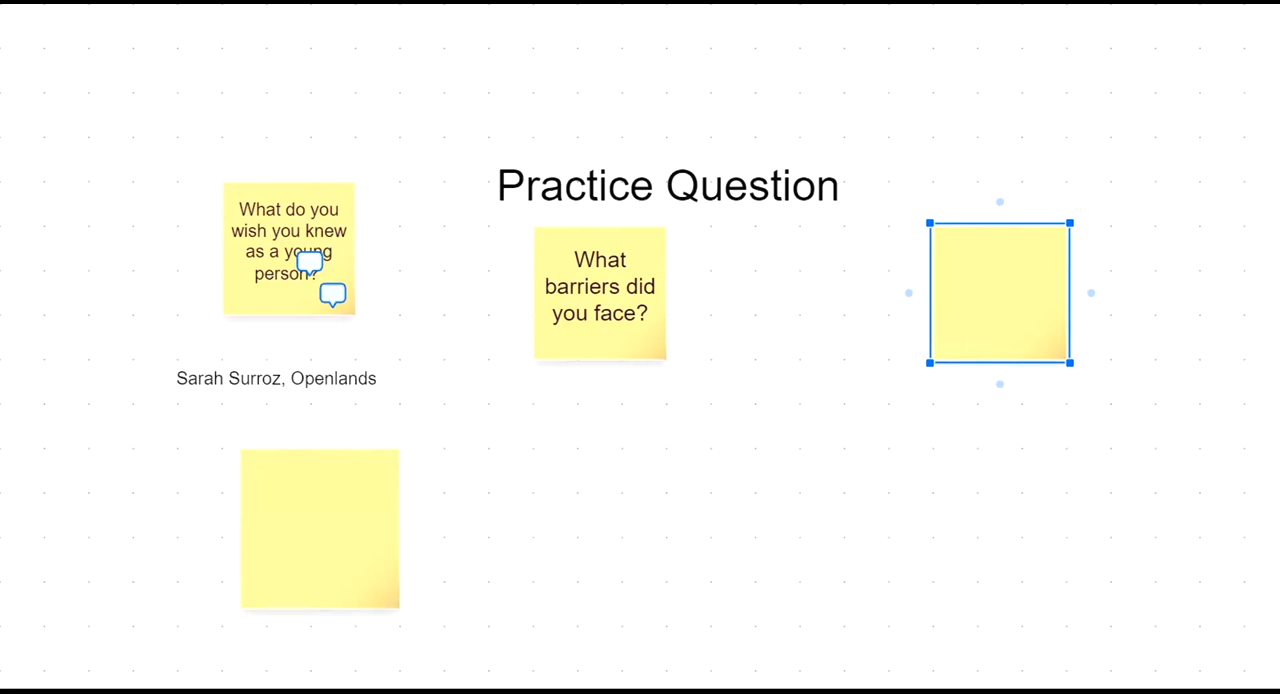 Practice Question
What do you
wish you knew
as a young
person?
What
barriers did
you face?
Sarah Surroz, Openlands